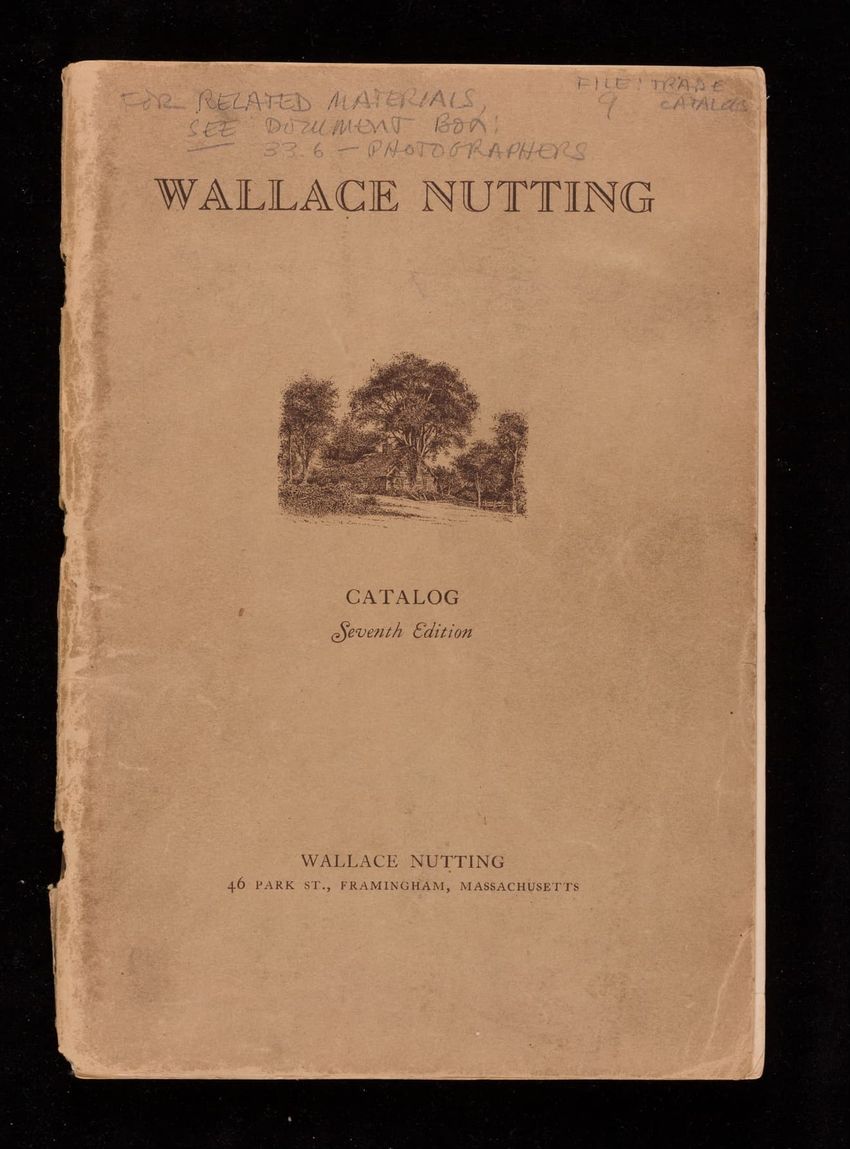 FOR RELATED MATERIALS,
SEE DOCUMENT BOX:
33.6 — PHOTOGRAPHERS
FILE: TRADE
9 CATALOGS
WALLACE NUTTING
CATALOG
Seventh Edition
WALLACE NUTTING
46 PARK ST., FRAMINGHAM, MASSACHUSETTS